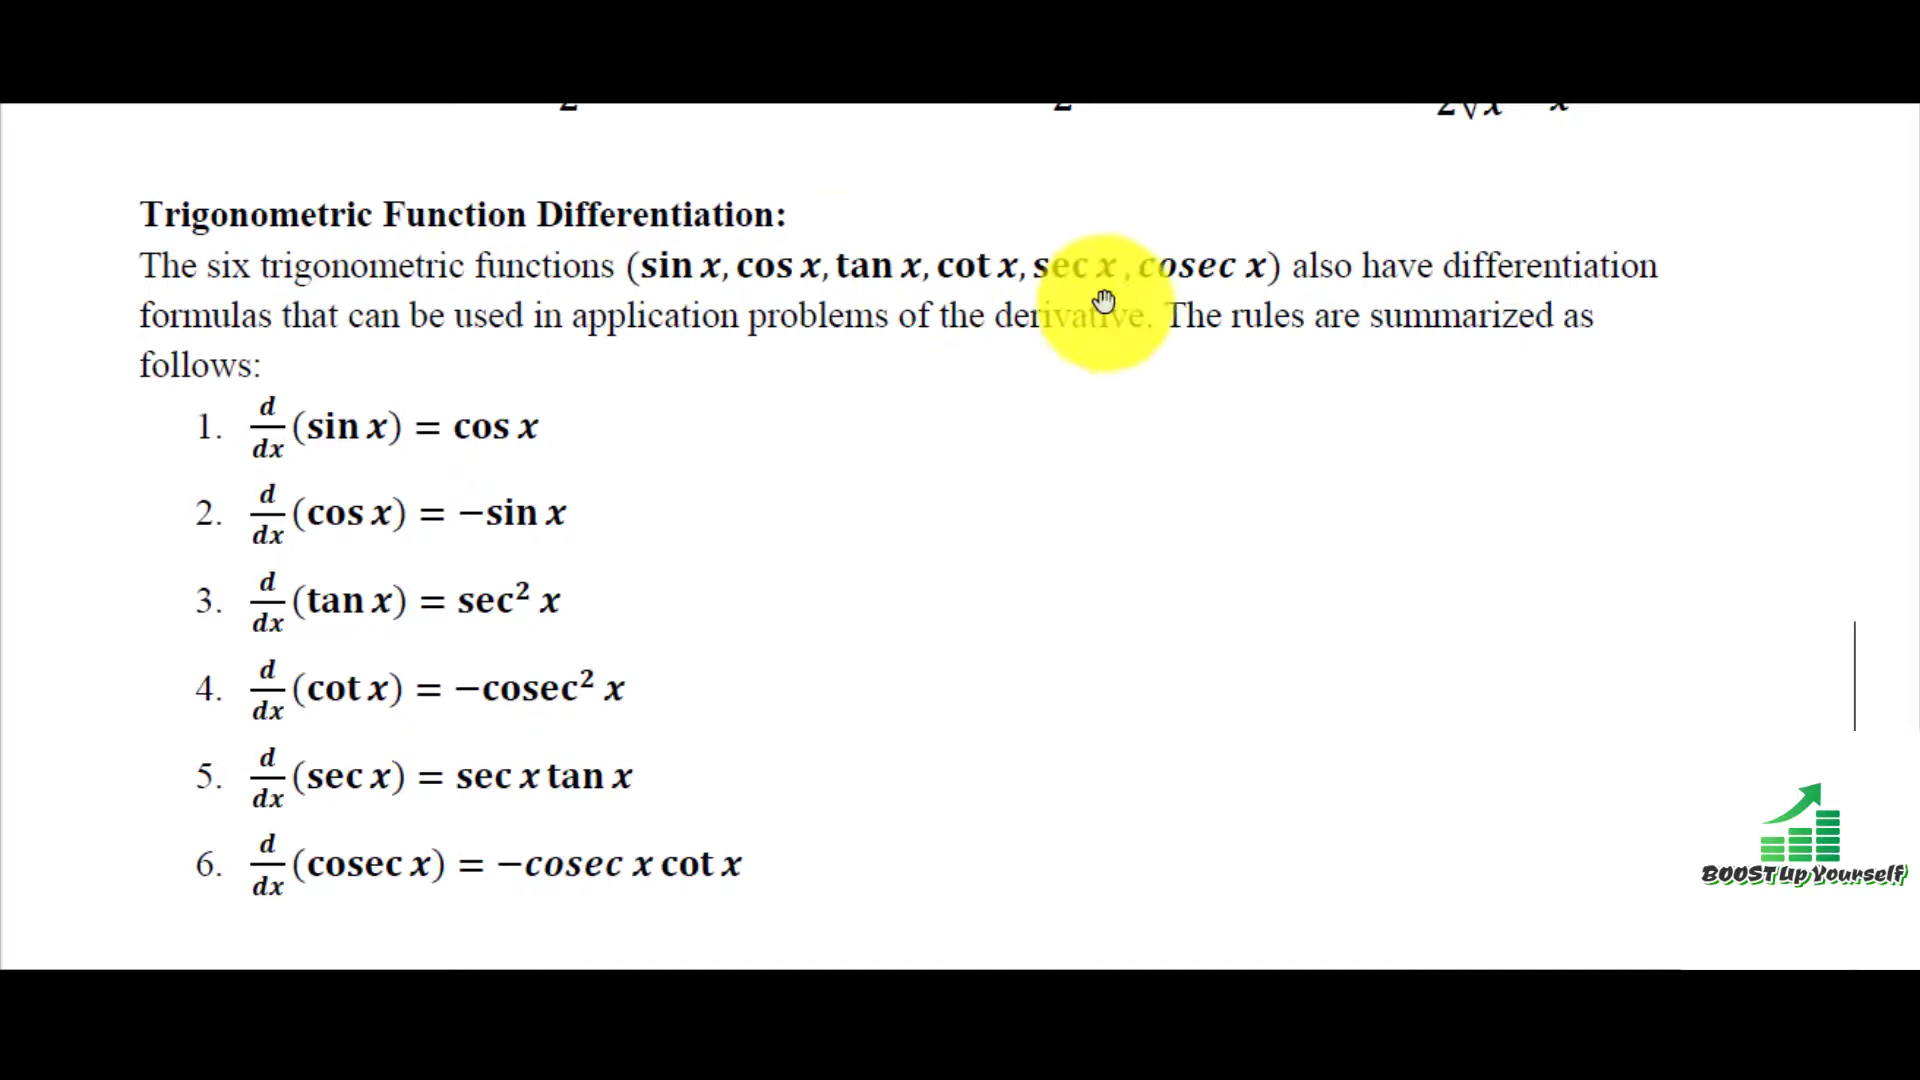 2 2 2√x x
Trigonometric Function Differentiation:
The six trigonometric functions (sin x, cos x, tan x, cot x, sec x, cosec x) also have differentiation
formulas that can be used in application problems of the derivative. The rules are summarized as
follows:
1. d/dx (sin x) = cos x
2. d/dx (cos x) = −sin x
3. d/dx (tan x) = sec² x
4. d/dx (cot x) = −cosec² x
5. d/dx (sec x) = sec x tan x
6. d/dx (cosec x) = −cosec x cot x
BOOST Up Yourself